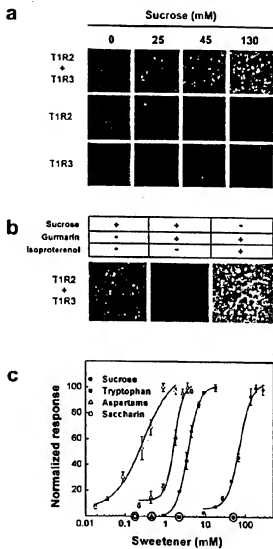 a
Sucrose (mM)
0 25 45 130
T1R2
+
T1R3
T1R2
T1R3
b
Sucrose + + -
Gurmarin - + +
Isoproterenol - - +
T1R2
+
T1R3
c
Sucrose
Tryptophan
Aspartame
Saccharin
Normalized response
100
80
60
40
20
0
0.01 0.1 1 10 100
Sweetener (mM)